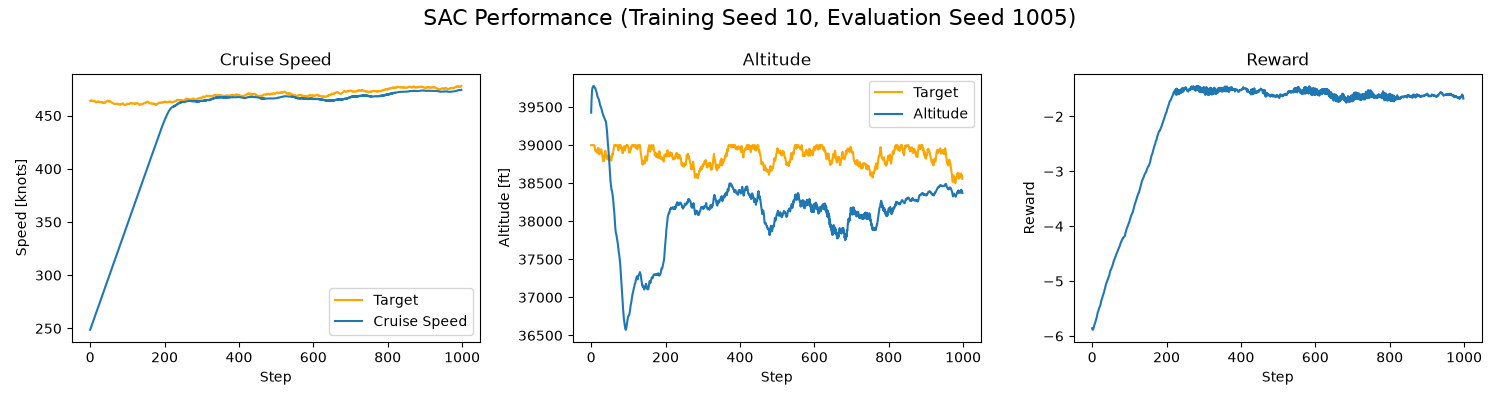 SAC Performance (Training Seed 10, Evaluation Seed 1005)
Cruise Speed
Speed [knots]
450
400
350
300
250
0 200 400 600 800 1000
Step
Target
Cruise Speed
Altitude
Altitude [ft]
39500
39000
38500
38000
37500
37000
36500
0 200 400 600 800 1000
Step
Target
Altitude
Reward
Reward
−2
−3
−4
−5
−6
0 200 400 600 800 1000
Step